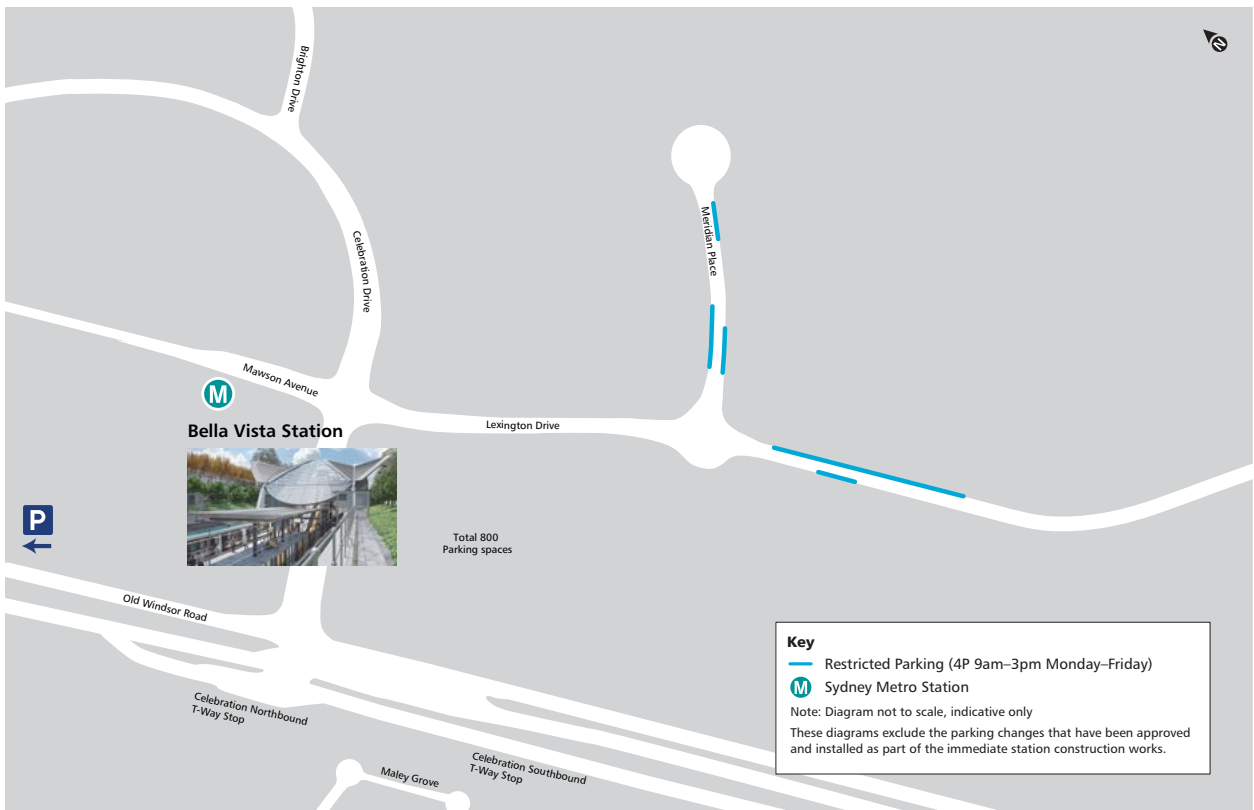 N
Brighton Drive
Meridian Place
Celebration Drive
Mawson Avenue
M
Lexington Drive
Bella Vista Station
P
Total 800
Parking spaces
Old Windsor Road
Celebration Northbound
T-Way Stop
Celebration Southbound
T-Way Stop
Maley Grove
Key
Restricted Parking (4P 9am–3pm Monday–Friday)
M Sydney Metro Station
Note: Diagram not to scale, indicative only
These diagrams exclude the parking changes that have been approved
and installed as part of the immediate station construction works.